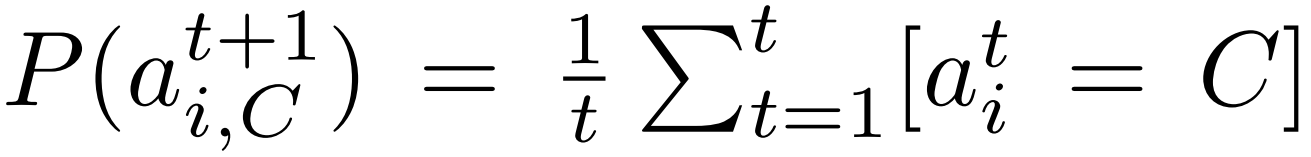 $P(a_{i,C}^{t+1}) = \frac{1}{t} \sum_{t=1}^{t} [a_i^t = C]$